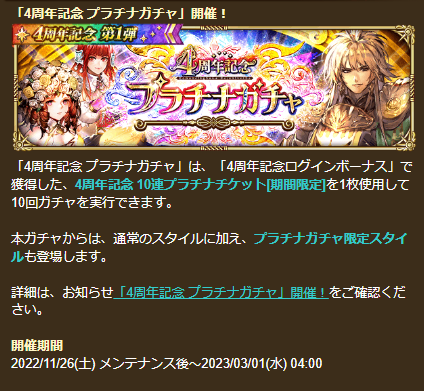 「4周年記念 プラチナガチャ」開催！
4周年記念 第1弾
4周年記念
プラチナガチャ
「4周年記念 プラチナガチャ」は、「4周年記念ログインボーナス」で
獲得した、4周年記念 10連プラチナチケット[期間限定]を1枚使用して
10回ガチャを実行できます。
本ガチャからは、通常のスタイルに加え、プラチナガチャ限定スタイ
ルも登場します。
詳細は、お知らせ「4周年記念 プラチナガチャ」開催！をご確認くだ
さい。
開催期間
2022/11/26(土) メンテナンス後～2023/03/01(水) 04:00